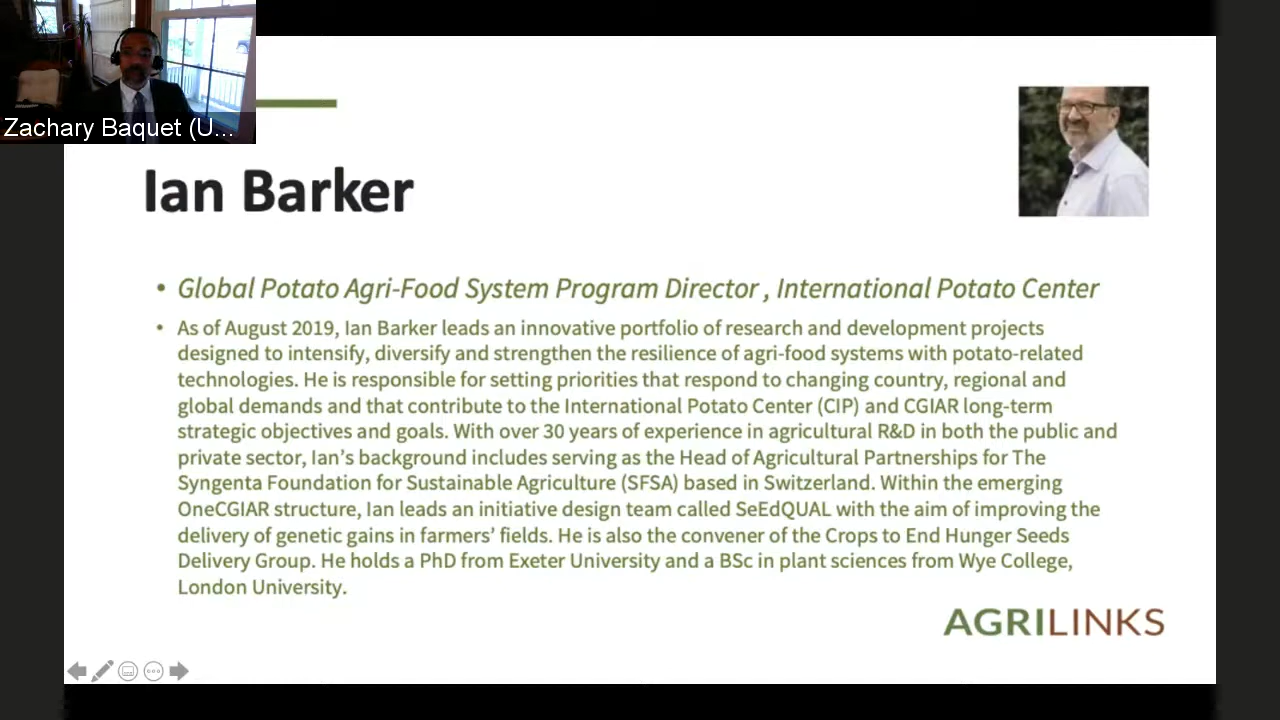 Zachary Baquet (U...
Ian Barker
• Global Potato Agri-Food System Program Director , International Potato Center
• As of August 2019, Ian Barker leads an innovative portfolio of research and development projects
designed to intensify, diversify and strengthen the resilience of agri-food systems with potato-related
technologies. He is responsible for setting priorities that respond to changing country, regional and
global demands and that contribute to the International Potato Center (CIP) and CGIAR long-term
strategic objectives and goals. With over 30 years of experience in agricultural R&D in both the public and
private sector, Ian’s background includes serving as the Head of Agricultural Partnerships for The
Syngenta Foundation for Sustainable Agriculture (SFSA) based in Switzerland. Within the emerging
OneCGIAR structure, Ian leads an initiative design team called SeEdQUAL with the aim of improving the
delivery of genetic gains in farmers’ fields. He is also the convener of the Crops to End Hunger Seeds
Delivery Group. He holds a PhD from Exeter University and a BSc in plant sciences from Wye College,
London University.
AGRILINKS